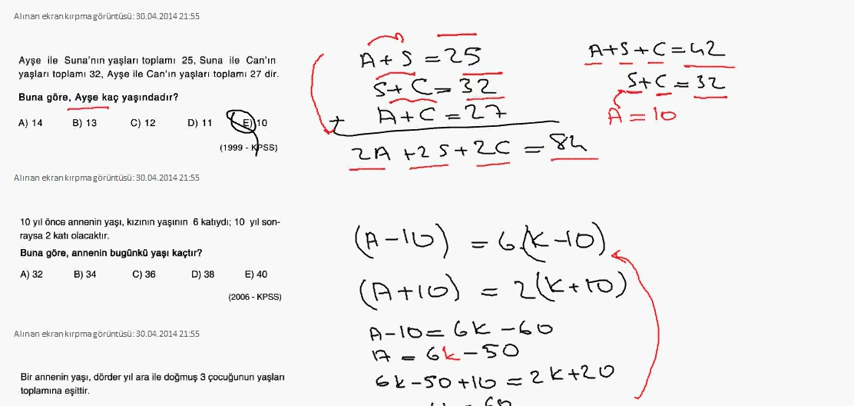 Alınan ekran kırpma görüntüsü: 30.04.2014 21:55
Ayşe ile Suna'nın yaşları toplamı 25, Suna ile Can'ın
yaşları toplamı 32, Ayşe ile Can'ın yaşları toplamı 27 dir.
Buna göre, Ayşe kaç yaşındadır?
A) 14 B) 13 C) 12 D) 11 E) 10
(1999 - KPSS)
A+S=25
S+C=32
A+C=27
+
2A+2S+2C=84
A+S+C=42
S+C=32
A=10
Alınan ekran kırpma görüntüsü: 30.04.2014 21:55
10 yıl önce annenin yaşı, kızının yaşının 6 katıydı; 10 yıl son-
raysa 2 katı olacaktır.
Buna göre, annenin bugünkü yaşı kaçtır?
A) 32 B) 34 C) 36 D) 38 E) 40
(2006 - KPSS)
(A-10)=6.(k-10)
(A+10)=2(k+10)
A-10=6k-60
A=6k-50
6k-50+10=2k+20
Alınan ekran kırpma görüntüsü: 30.04.2014 21:55
Bir annenin yaşı, dörder yıl ara ile doğmuş 3 çocuğunun yaşları
toplamına eşittir.